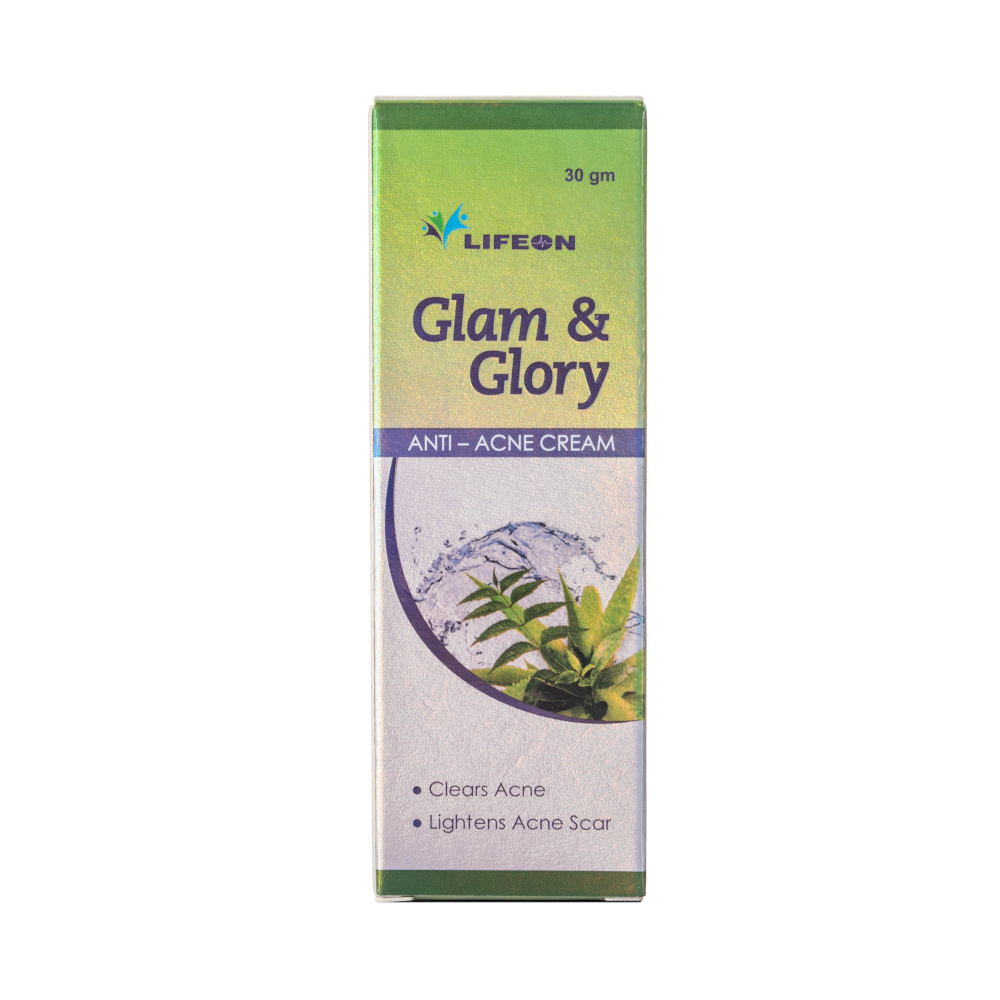 30 gm
LIFEON
Glam &
Glory
ANTI – ACNE CREAM
• Clears Acne
• Lightens Acne Scar